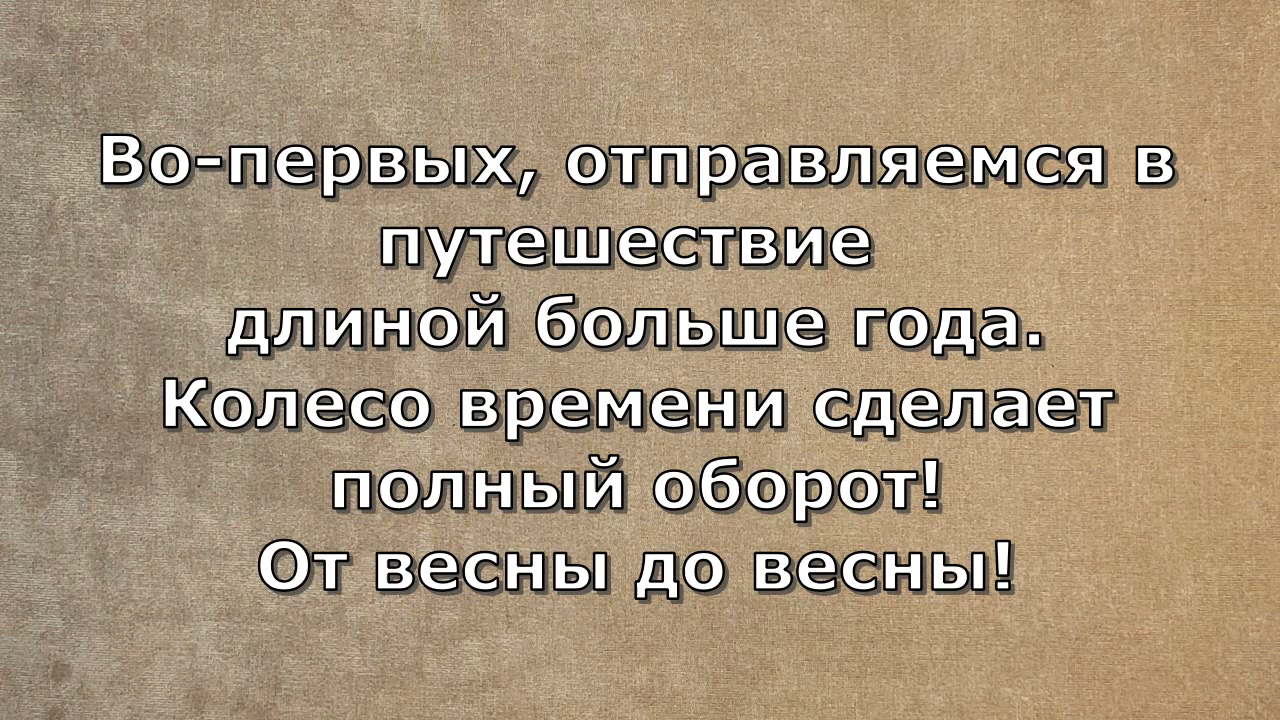 Во-первых, отправляемся в
путешествие
длиной больше года.
Колесо времени сделает
полный оборот!
От весны до весны!